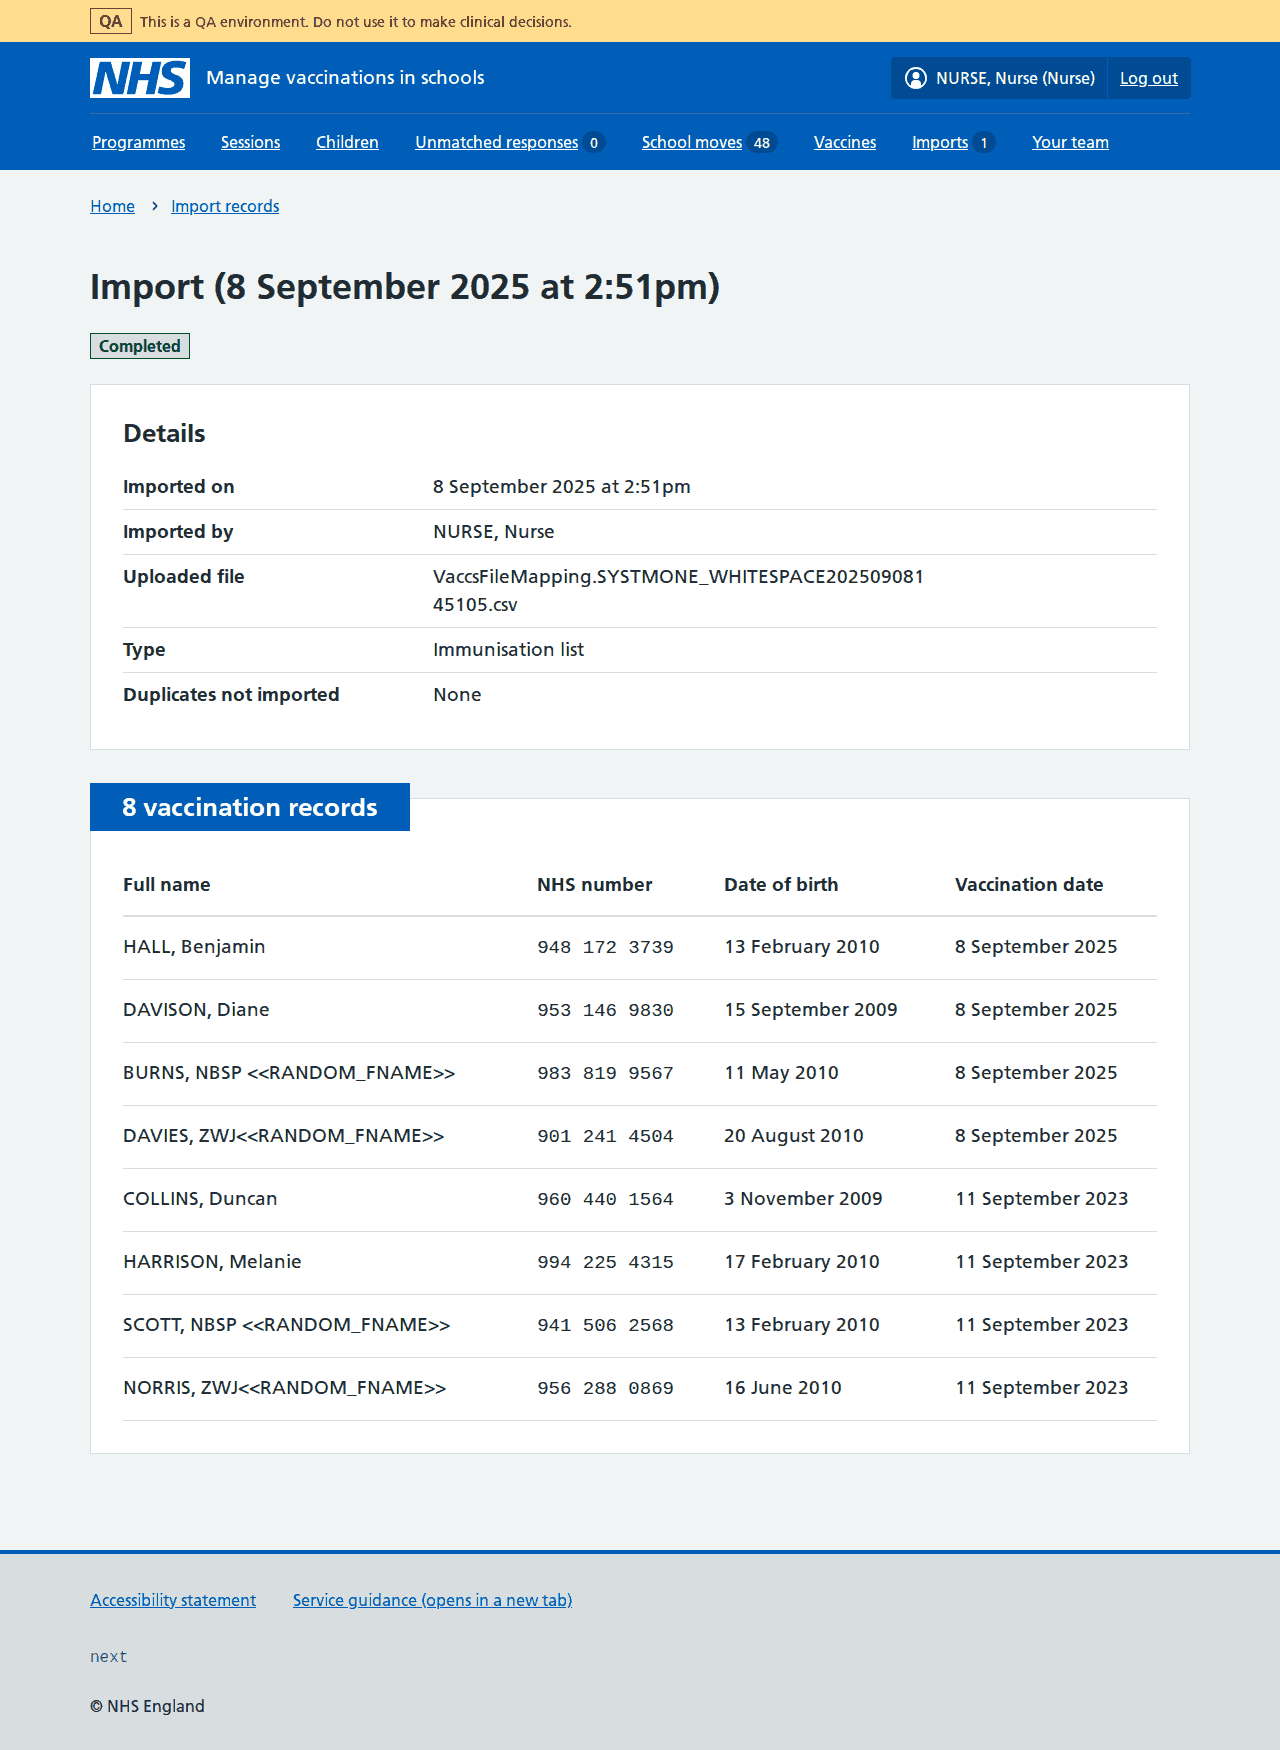 QA This is a QA environment. Do not use it to make clinical decisions.
NHS Manage vaccinations in schools NURSE, Nurse (Nurse) Log out
Programmes Sessions Children Unmatched responses 0 School moves 48 Vaccines Imports 1 Your team
Home › Import records
Import (8 September 2025 at 2:51pm)
Completed
Details
Imported on 8 September 2025 at 2:51pm
Imported by NURSE, Nurse
Uploaded file VaccsFileMapping.SYSTMONE_WHITESPACE202509081
45105.csv
Type Immunisation list
Duplicates not imported None
8 vaccination records
Full name NHS number Date of birth Vaccination date
HALL, Benjamin 948 172 3739 13 February 2010 8 September 2025
DAVISON, Diane 953 146 9830 15 September 2009 8 September 2025
BURNS, NBSP <<RANDOM_FNAME>> 983 819 9567 11 May 2010 8 September 2025
DAVIES, ZWJ<<RANDOM_FNAME>> 901 241 4504 20 August 2010 8 September 2025
COLLINS, Duncan 960 440 1564 3 November 2009 11 September 2023
HARRISON, Melanie 994 225 4315 17 February 2010 11 September 2023
SCOTT, NBSP <<RANDOM_FNAME>> 941 506 2568 13 February 2010 11 September 2023
NORRIS, ZWJ<<RANDOM_FNAME>> 956 288 0869 16 June 2010 11 September 2023
Accessibility statement Service guidance (opens in a new tab)
next
© NHS England